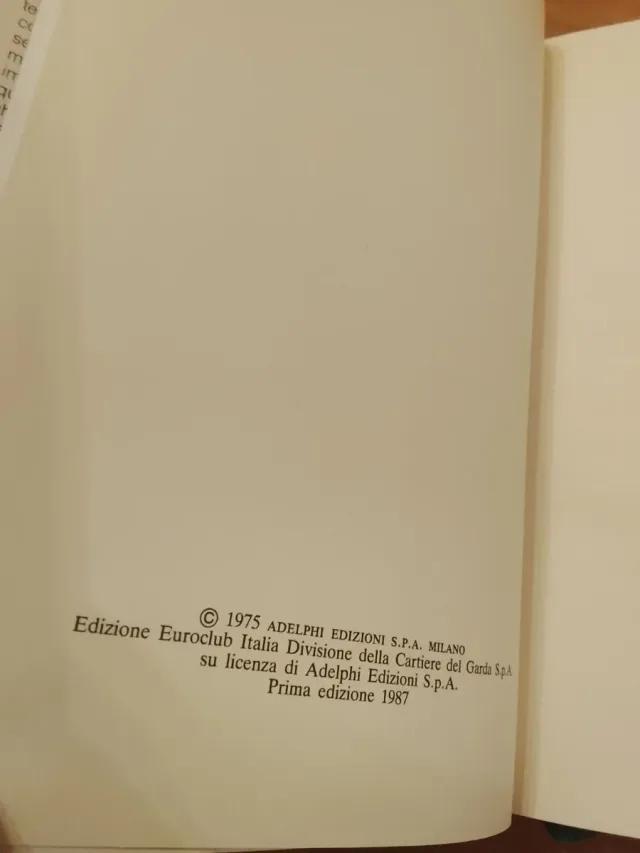 © 1975 ADELPHI EDIZIONI S.P.A. MILANO
Edizione Euroclub Italia Divisione della Cartiere del Garda S.p.A.
su licenza di Adelphi Edizioni S.p.A.
Prima edizione 1987